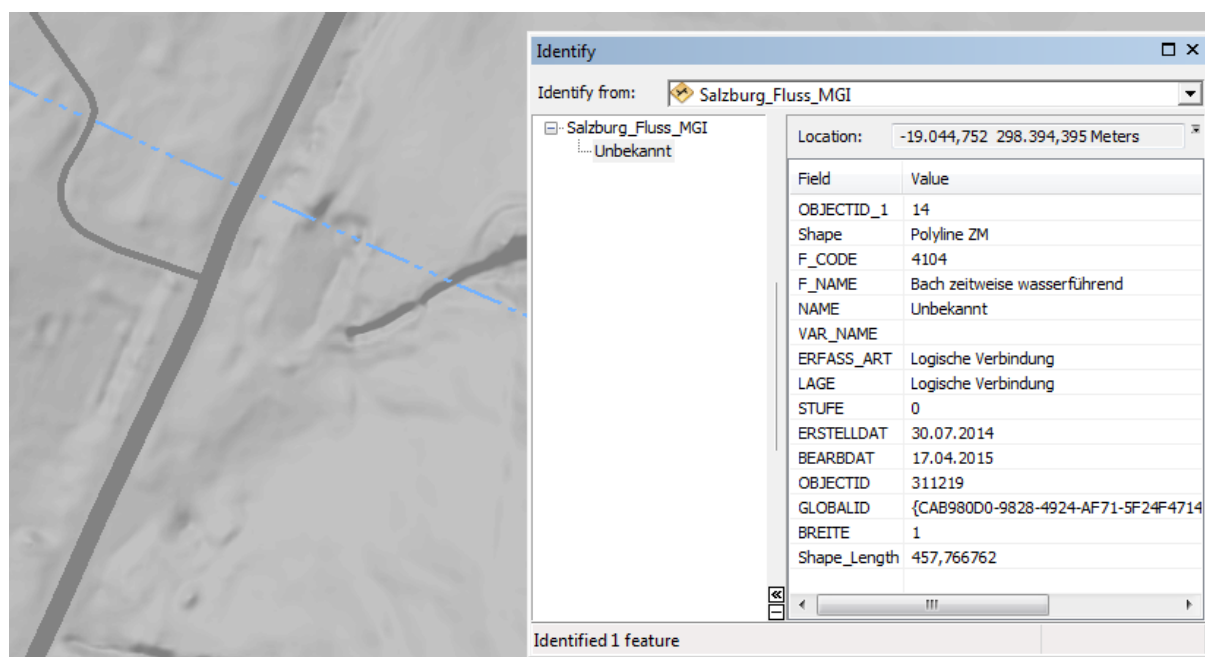 Identify
Identify from: Salzburg_Fluss_MGI
Salzburg_Fluss_MGI
Unbekannt
Location: -19.044,752 298.394,395 Meters
Field Value
OBJECTID_1 14
Shape Polyline ZM
F_CODE 4104
F_NAME Bach zeitweise wasserführend
NAME Unbekannt
VAR_NAME
ERFASS_ART Logische Verbindung
LAGE Logische Verbindung
STUFE 0
ERSTELLDAT 30.07.2014
BEARBDAT 17.04.2015
OBJECTID 311219
GLOBALID {CAB980D0-9828-4924-AF71-5F24F4714
BREITE 1
Shape_Length 457,766762
Identified 1 feature